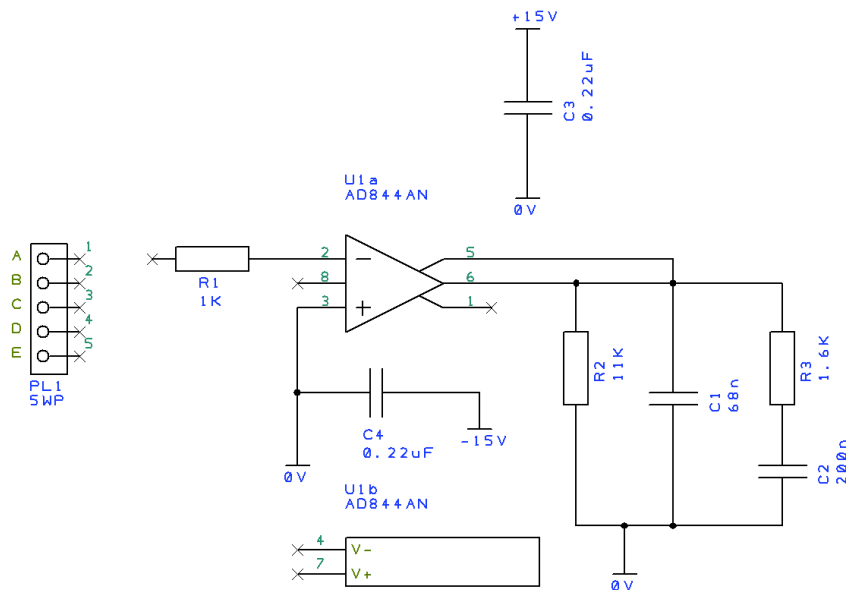 +15V
C3
0.22uF
0V
U1a
AD844AN
A 1
B 2
C 3
D 4
E 5
PL1
5WP
R1
1K
2
8
3
5
6
1
R2
11K
C1
68n
R3
1.6K
C2
200n
C4
0.22uF
-15V
0V
U1b
AD844AN
4 V-
7 V+
0V